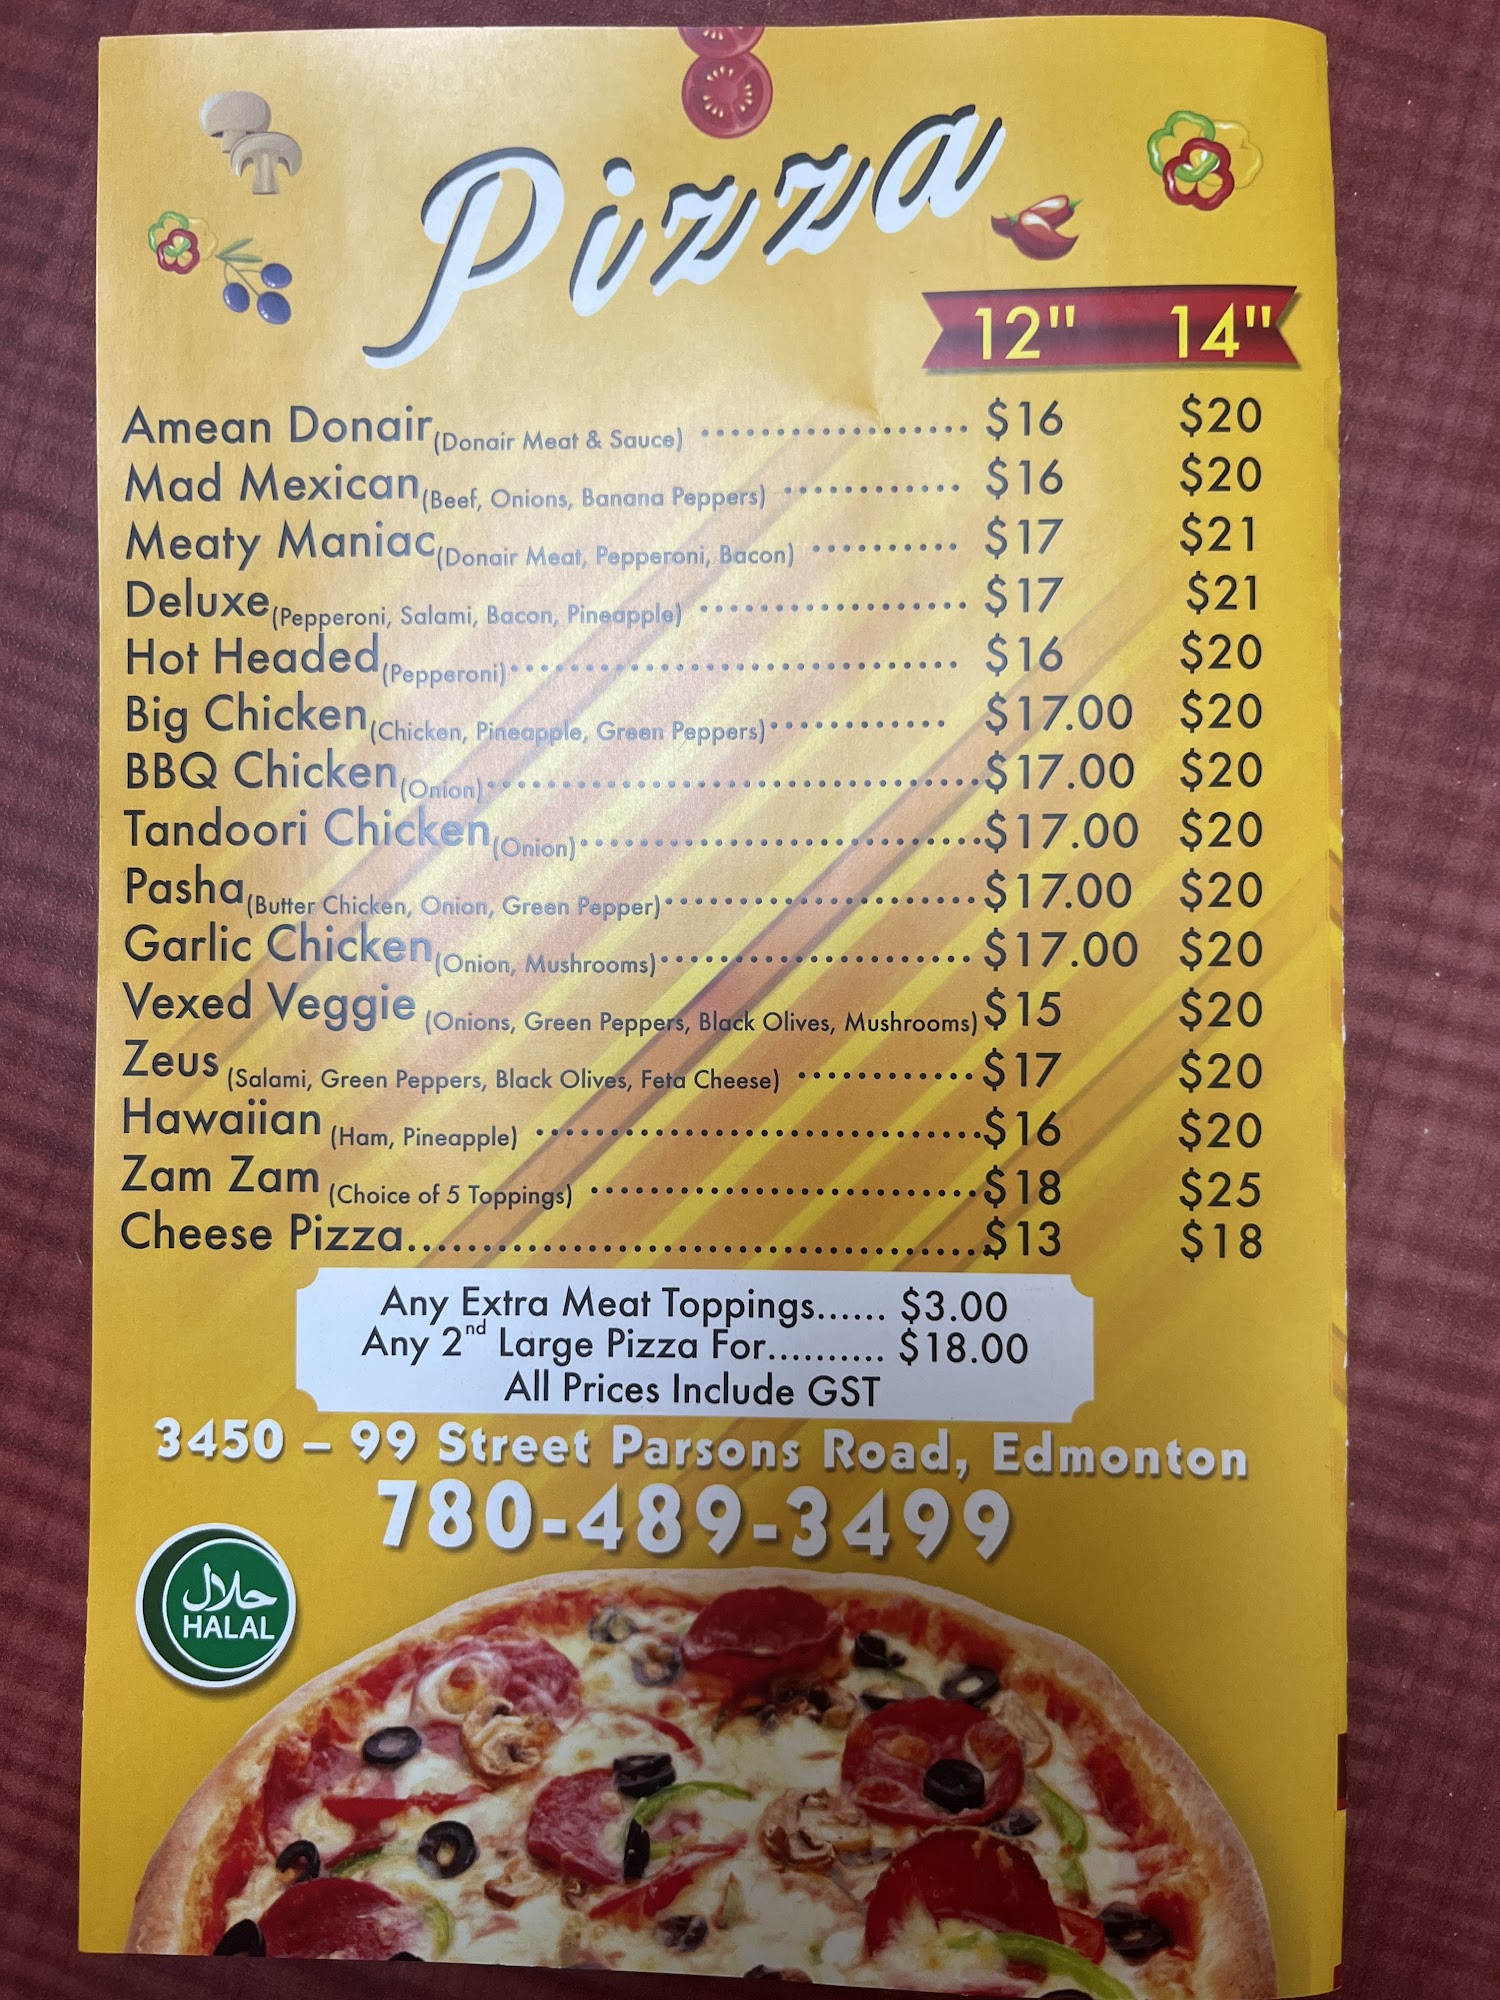 Pizza
12" 14"
Amean Donair(Donair Meat & Sauce) .................. $16 $20
Mad Mexican(Beef, Onions, Banana Peppers) ............ $16 $20
Meaty Maniac(Donair Meat, Pepperoni, Bacon) .......... $17 $21
Deluxe(Pepperoni, Salami, Bacon, Pineapple) .................. $17 $21
Hot Headed(Pepperoni).............................. $16 $20
Big Chicken(Chicken, Pineapple, Green Peppers)............ $17.00 $20
BBQ Chicken(Onion).................................$17.00 $20
Tandoori Chicken(Onion)...........................$17.00 $20
Pasha(Butter Chicken, Onion, Green Pepper).....................$17.00 $20
Garlic Chicken(Onion, Mushrooms).....................$17.00 $20
Vexed Veggie (Onions, Green Peppers, Black Olives, Mushrooms) $15 $20
Zeus (Salami, Green Peppers, Black Olives, Feta Cheese) ............$17 $20
Hawaiian (Ham, Pineapple) ..............................$16 $20
Zam Zam (Choice of 5 Toppings) ..........................$18 $25
Cheese Pizza......................................$13 $18
Any Extra Meat Toppings...... $3.00
Any 2nd Large Pizza For.......... $18.00
All Prices Include GST
3450 – 99 Street Parsons Road, Edmonton
780-489-3499
حلال
HALAL